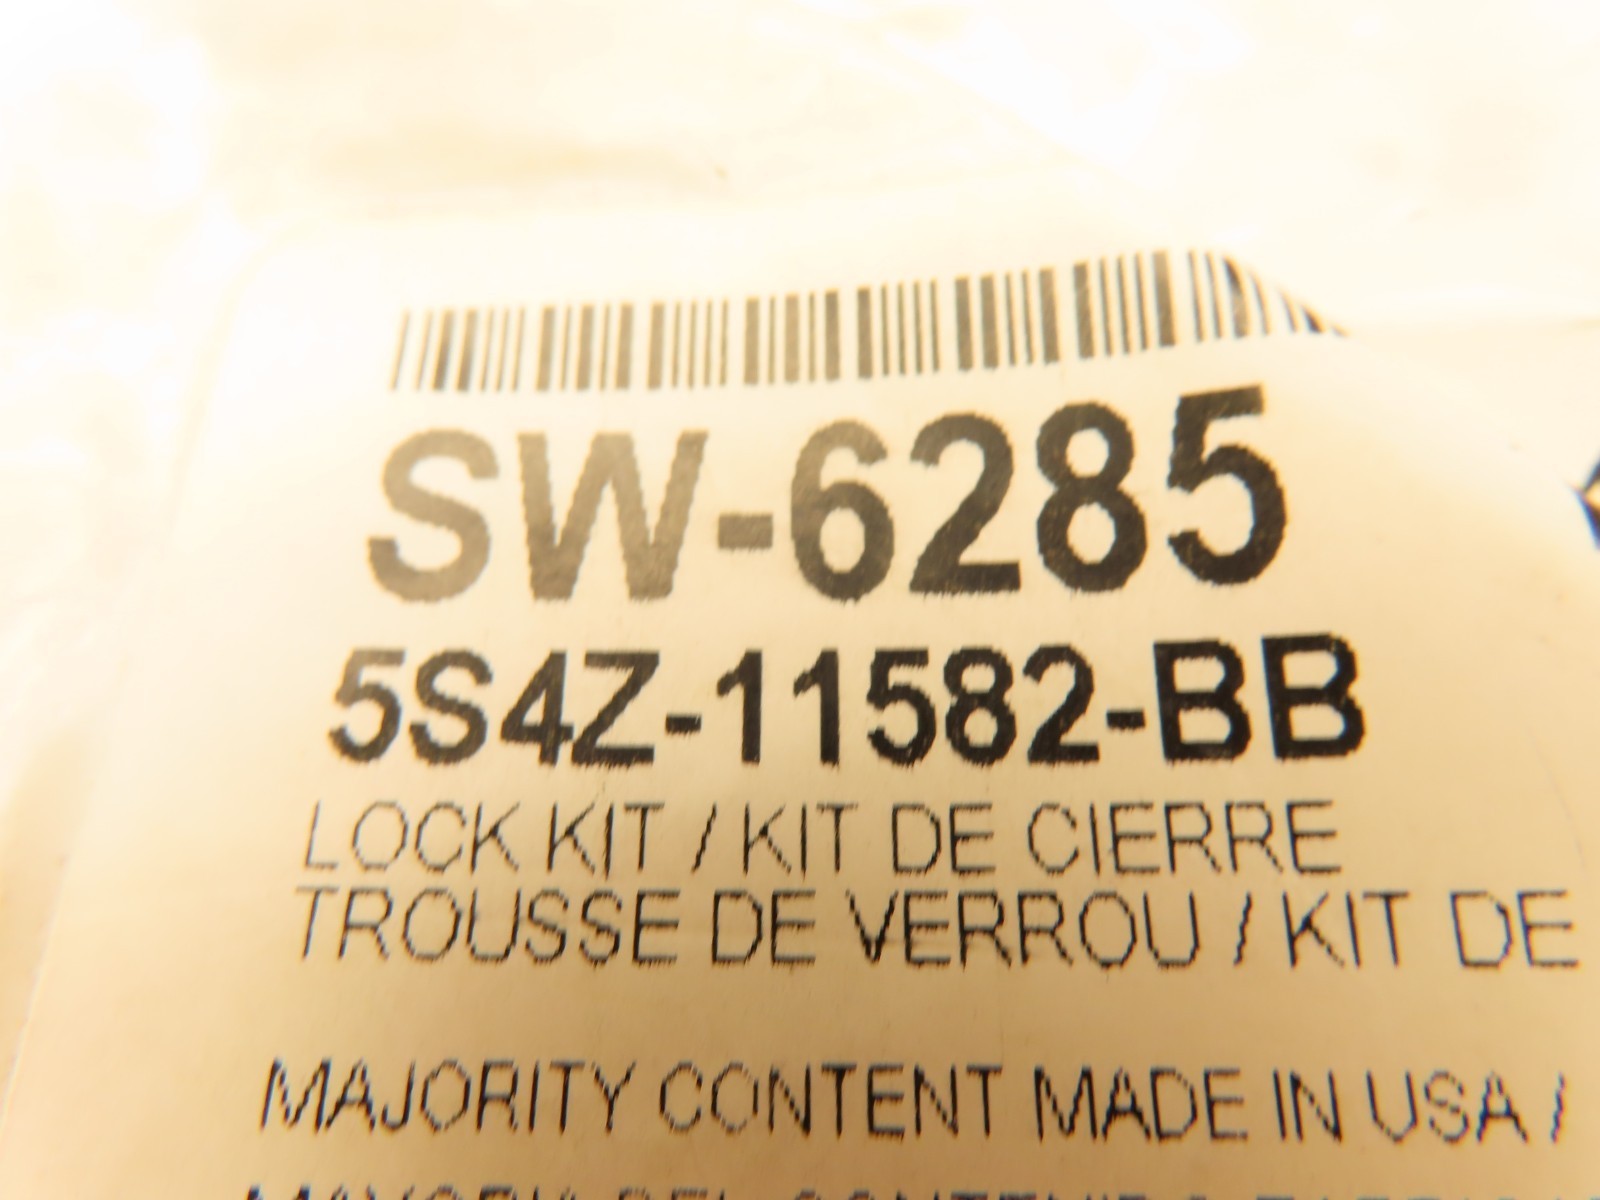 SW-6285
5S4Z-11582-BB
LOCK KIT / KIT DE CIERRE
TROUSSE DE VERROU / KIT DE
MAJORITY CONTENT MADE IN USA /